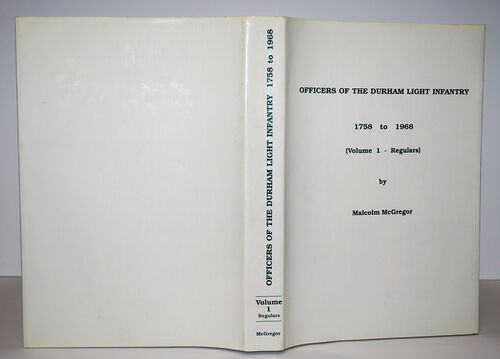 OFFICERS OF THE DURHAM LIGHT INFANTRY 1758 to 1968
Volume
1
Regulars
McGregor
OFFICERS OF THE DURHAM LIGHT INFANTRY
1758 to 1968
(Volume 1 - Regulars)
by
Malcolm McGregor